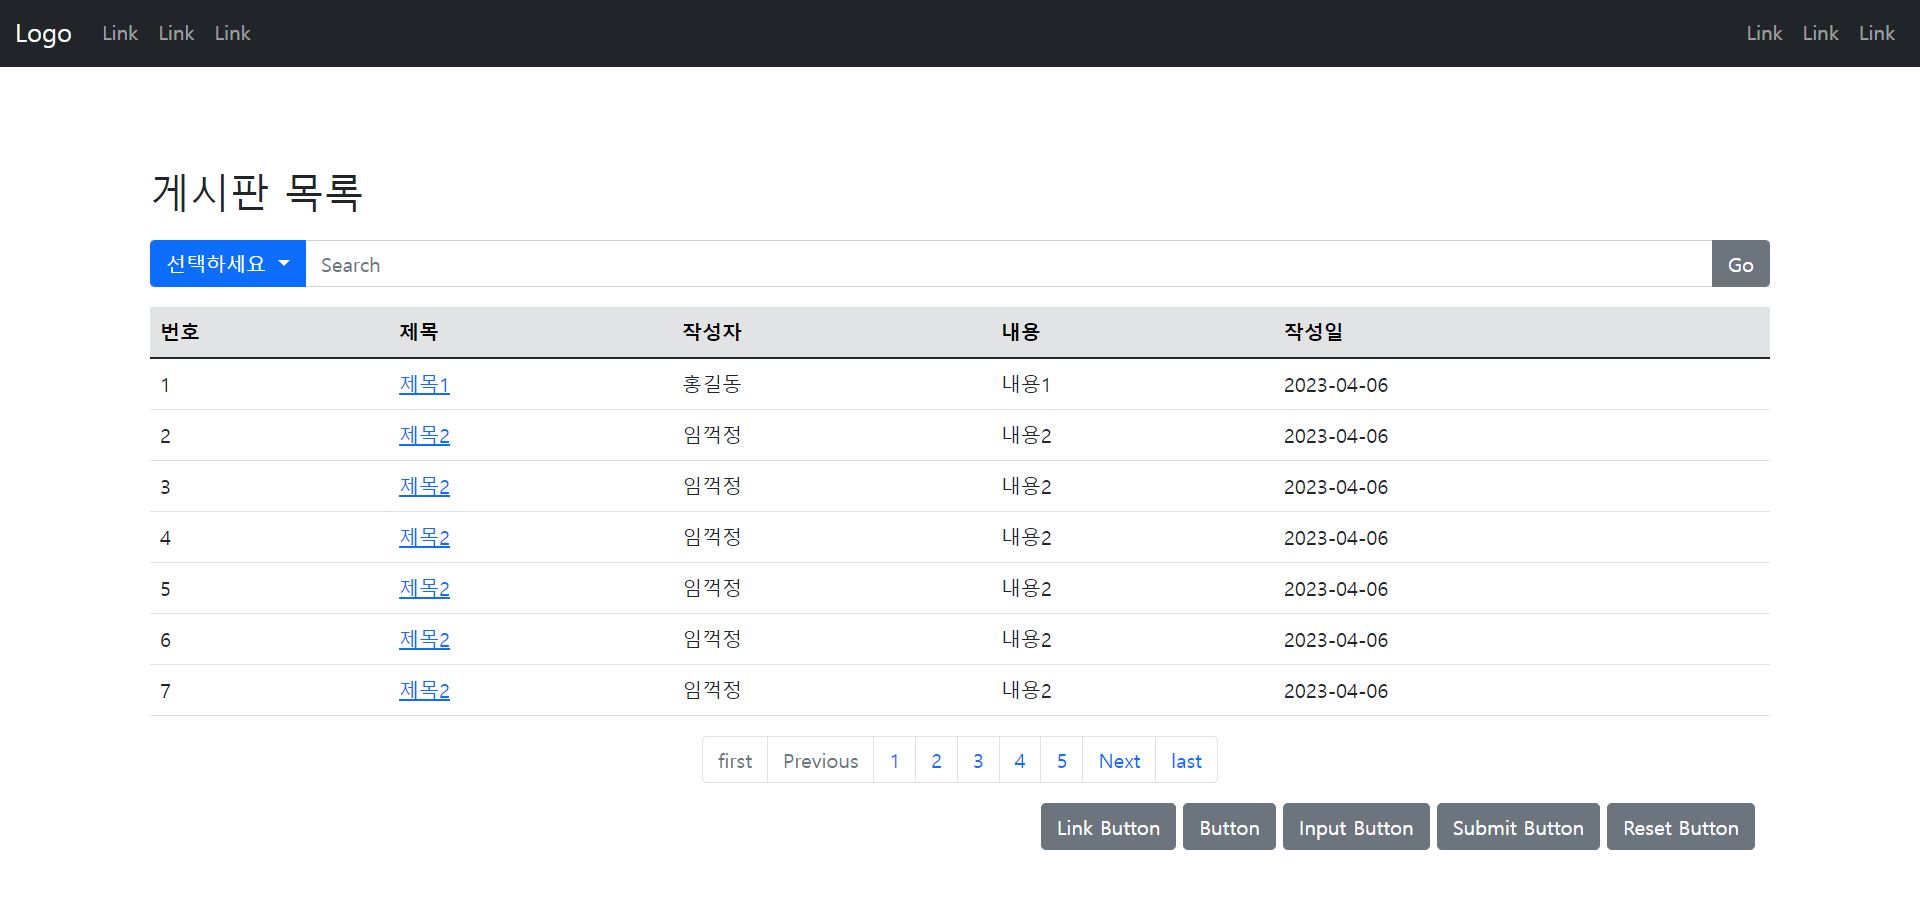 Logo Link Link Link Link Link Link
게시판 목록
선택하세요 Search Go
번호 제목 작성자 내용 작성일
1 제목1 홍길동 내용1 2023-04-06
2 제목2 임꺽정 내용2 2023-04-06
3 제목2 임꺽정 내용2 2023-04-06
4 제목2 임꺽정 내용2 2023-04-06
5 제목2 임꺽정 내용2 2023-04-06
6 제목2 임꺽정 내용2 2023-04-06
7 제목2 임꺽정 내용2 2023-04-06
first Previous 1 2 3 4 5 Next last
Link Button Button Input Button Submit Button Reset Button